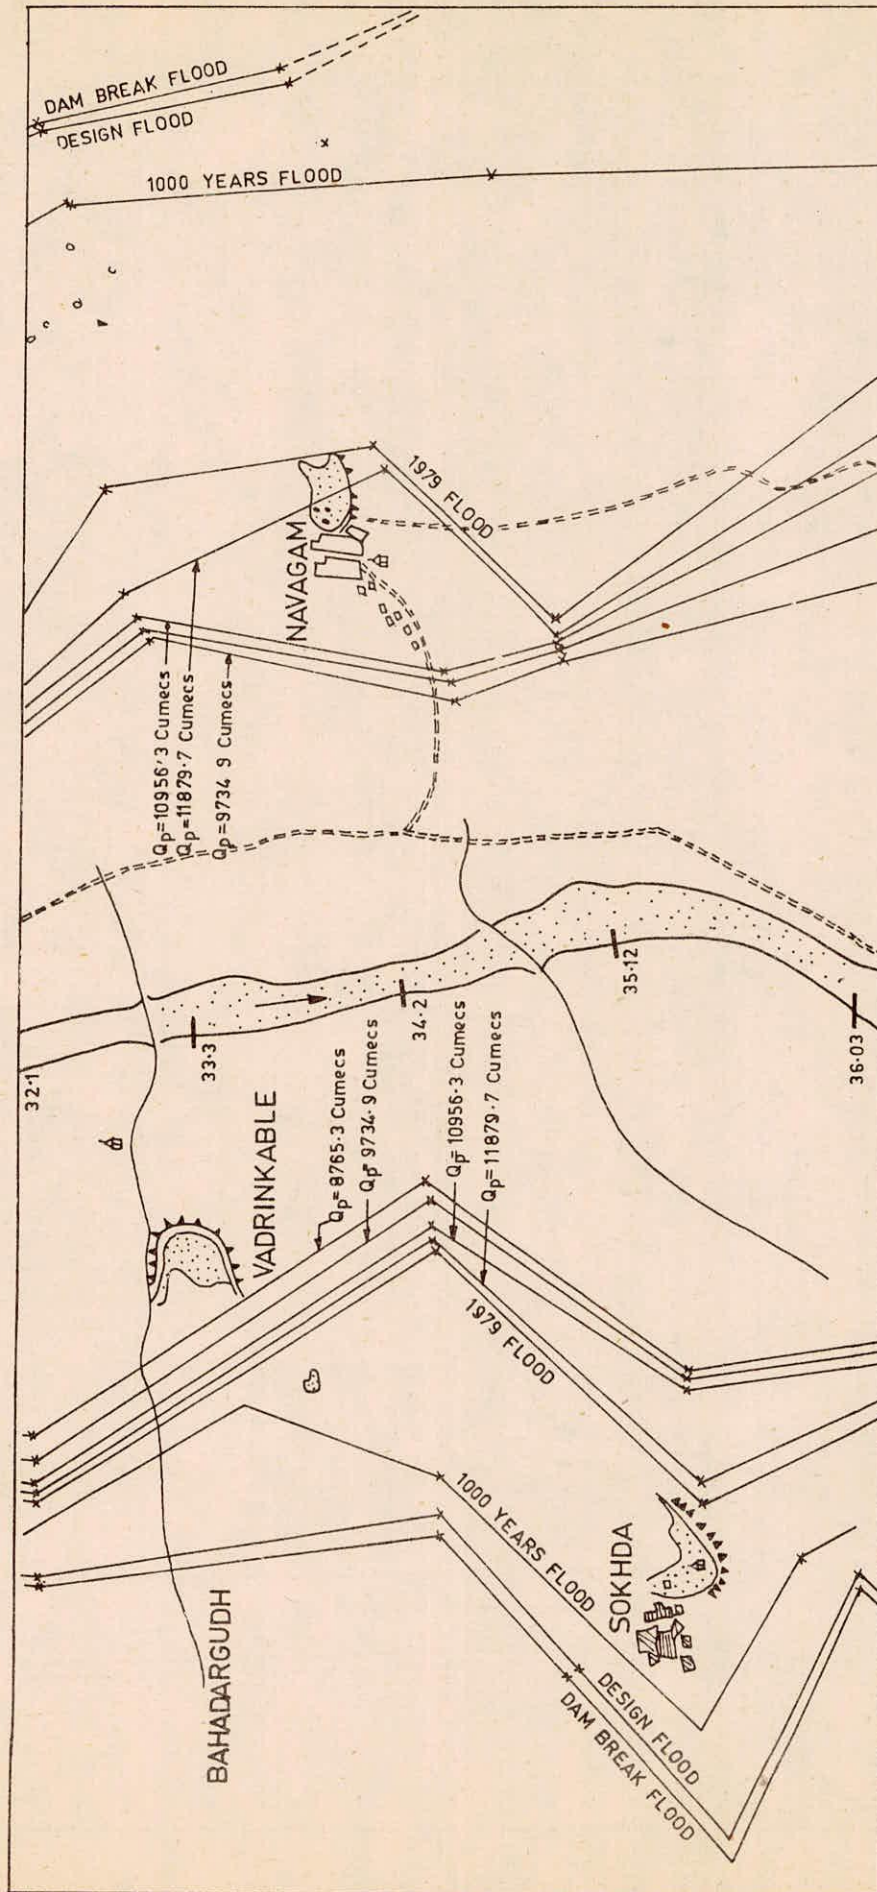 DAM BREAK FLOOD
DESIGN FLOOD
1000 YEARS FLOOD
1979 FLOOD
NAVAGAM
Qp=10956·3 Cumecs
Qp=11879·7 Cumecs
Qp=9734 9 Cumecs
32·1
33·3
34·2
35·12
36·03
VADRINKABLE
Qp=8765·3 Cumecs
Qp=9734·9 Cumecs
Qp=10956·3 Cumecs
Qp=11879·7 Cumecs
1979 FLOOD
1000 YEARS FLOOD
SOKHDA
BAHADARGUDH
DESIGN FLOOD
DAM BREAK FLOOD